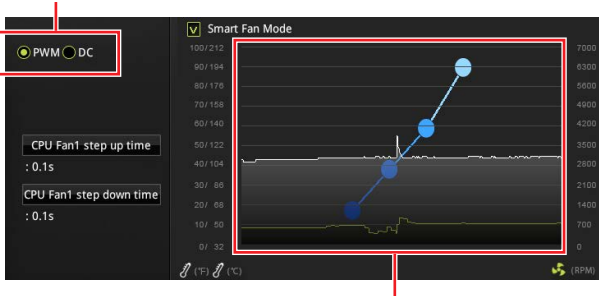 V Smart Fan Mode
PWM DC
100/212 7000
90/194 6300
80/176 5600
70/158 4900
60/140 4200
50/122 3500
40/104 2800
30/ 86 2100
20/ 68 1400
10/ 50 700
0/ 32 0
CPU Fan1 step up time
: 0.1s
CPU Fan1 step down time
: 0.1s
(°F) (°C) (RPM)